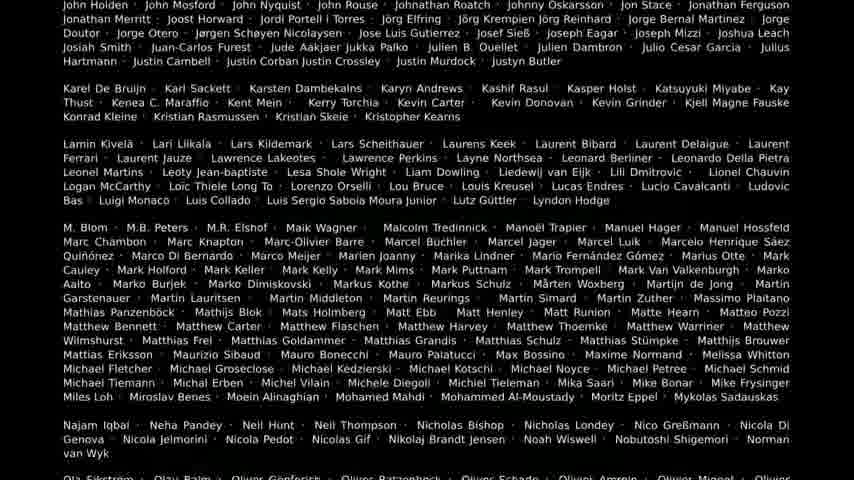 John Holden · John Mosford · John Nyquist · John Rouse · Johnathan Roatch · Johnny Oskarsson · Jon Stace · Jonathan Ferguson
Jonathan Merritt · Joost Horward · Jordi Portell i Torres · Jörg Elfring · Jörg Krempien Jörg Reinhard · Jorge Bernal Martinez · Jorge
Doutor · Jorge Otero · Jørgen Schøyen Nicolaysen · Jose Luis Gutierrez · Josef Sieß · Joseph Eagar · Joseph Mizzi · Joshua Leach
Josiah Smith · Juan-Carlos Furest · Jude Aakjaer Jukka Palko · Julien B. Ouellet · Julien Dambron · Julio Cesar Garcia · Julius
Hartmann · Justin Cambell · Justin Corban Justin Crossley · Justin Murdock · Justyn Butler
Karel De Bruijn · Karl Sackett · Karsten Dambekalns · Karyn Andrews · Kashif Rasul · Kasper Holst · Katsuyuki Miyabe · Kay
Thust · Kenea C. Maraffio · Kent Mein · Kerry Torchia · Kevin Carter · Kevin Donovan · Kevin Grinder · Kjell Magne Fauske
Konrad Kleine · Kristian Rasmussen · Kristian Skeie · Kristopher Kearns
Lamin Kivelä · Lari Liikala · Lars Kildemark · Lars Scheithauer · Laurens Keek · Laurent Bibard · Laurent Delaigue · Laurent
Ferrari · Laurent Jauze · Lawrence Lakeotes · Lawrence Perkins · Layne Northsea · Leonard Berliner · Leonardo Della Pietra
Leonel Martins · Leoty Jean-baptiste · Lesa Shole Wright · Liam Dowling · Liedewij van Eijk · Lili Dmitrovic · Lionel Chauvin
Logan McCarthy · Loïc Thiele Long To · Lorenzo Orselli · Lou Bruce · Louis Kreusel · Lucas Endres · Lucio Cavalcanti · Ludovic
Bas · Luigi Monaco · Luis Collado · Luis Sergio Saboia Moura Junior · Lutz Güttler · Lyndon Hodge
M. Blom · M.B. Peters · M.R. Elshof · Maik Wagner · Malcolm Tredinnick · Manoël Trapier · Manuel Hager · Manuel Hossfeld
Marc Chambon · Marc Knapton · Marc-Olivier Barre · Marcel Büchler · Marcel Jager · Marcel Luik · Marcelo Henrique Sáez
Quiñónez · Marco Di Bernardo · Marco Meijer · Marien Joanny · Marika Lindner · Mario Fernández Gómez · Marius Otte · Mark
Cauley · Mark Holford · Mark Keller · Mark Kelly · Mark Mims · Mark Puttnam · Mark Trompell · Mark Van Valkenburgh · Marko
Aalto · Marko Burjek · Marko Dimiskovski · Markus Kothe · Markus Schulz · Mårten Woxberg · Martijn de Jong · Martin
Garstenauer · Martin Lauritsen · Martin Middleton · Martin Reurings · Martin Simard · Martin Zuther · Massimo Plaitano
Mathias Panzenböck · Mathijs Blok · Mats Holmberg · Matt Ebb · Matt Henley · Matt Runion · Matte Hearn · Matteo Pozzi
Matthew Bennett · Matthew Carter · Matthew Flaschen · Matthew Harvey · Matthew Thoemke · Matthew Warriner · Matthew
Wilmshurst · Matthias Frei · Matthias Goldammer · Matthias Grandis · Matthias Schulz · Matthias Stümpke · Matthijs Brouwer
Mattias Eriksson · Maurizio Sibaud · Mauro Bonecchi · Mauro Palatucci · Max Bossino · Maxime Normand · Melissa Whitton
Michael Fletcher · Michael Groseclose · Michael Kedzierski · Michael Kotschi · Michael Noyce · Michael Petree · Michael Schmid
Michael Tiemann · Michal Erben · Michel Vilain · Michele Diegoli · Michiel Tieleman · Mika Saari · Mike Bonar · Mike Frysinger
Miles Loh · Miroslav Benes · Moein Alinaghian · Mohamed Mahdi · Mohammed Al-Moustady · Moritz Eppel · Mykolas Sadauskas
Najam Iqbal · Neha Pandey · Neil Hunt · Neil Thompson · Nicholas Bishop · Nicholas Londey · Nico Greßmann · Nicola Di
Genova · Nicola Jelmorini · Nicola Pedot · Nicolas Gif · Nikolaj Brandt Jensen · Noah Wiswell · Nobutoshi Shigemori · Norman
van Wyk